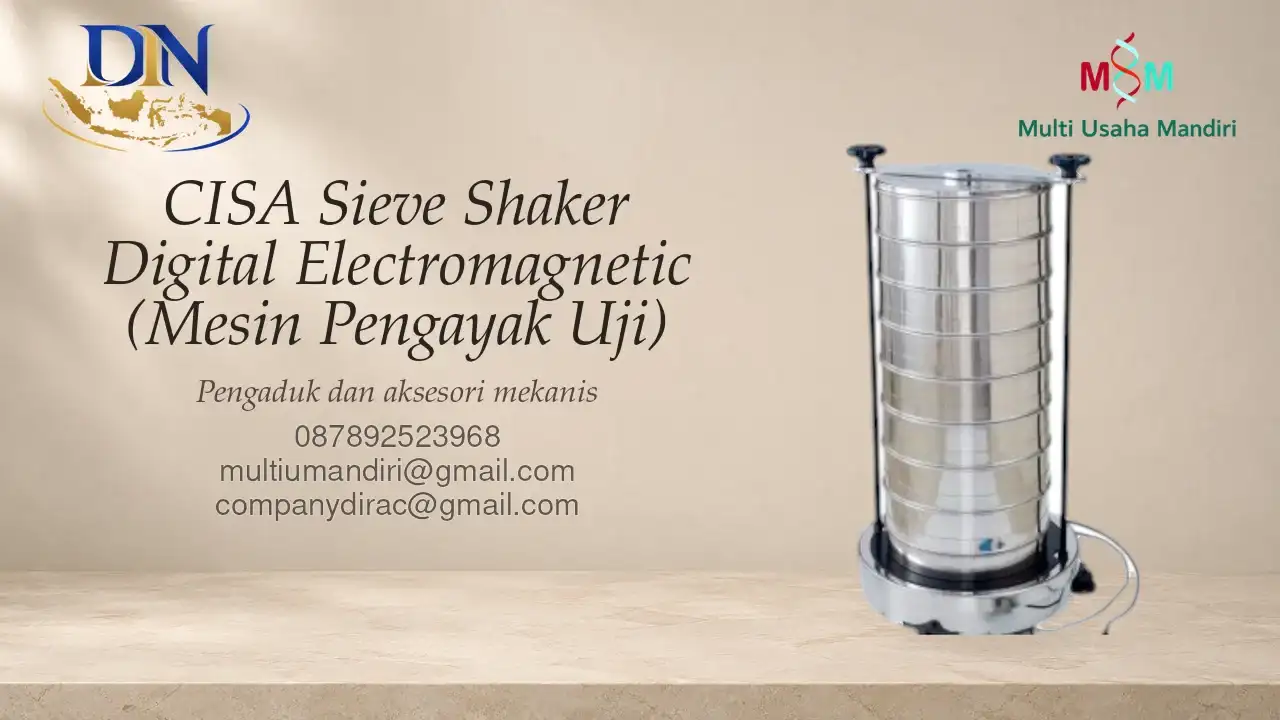 DN
M M
Multi Usaha Mandiri
CISA Sieve Shaker
Digital Electromagnetic
(Mesin Pengayak Uji)
Pengaduk dan aksesori mekanis
087892523968
multiumandiri@gmail.com
companydirac@gmail.com